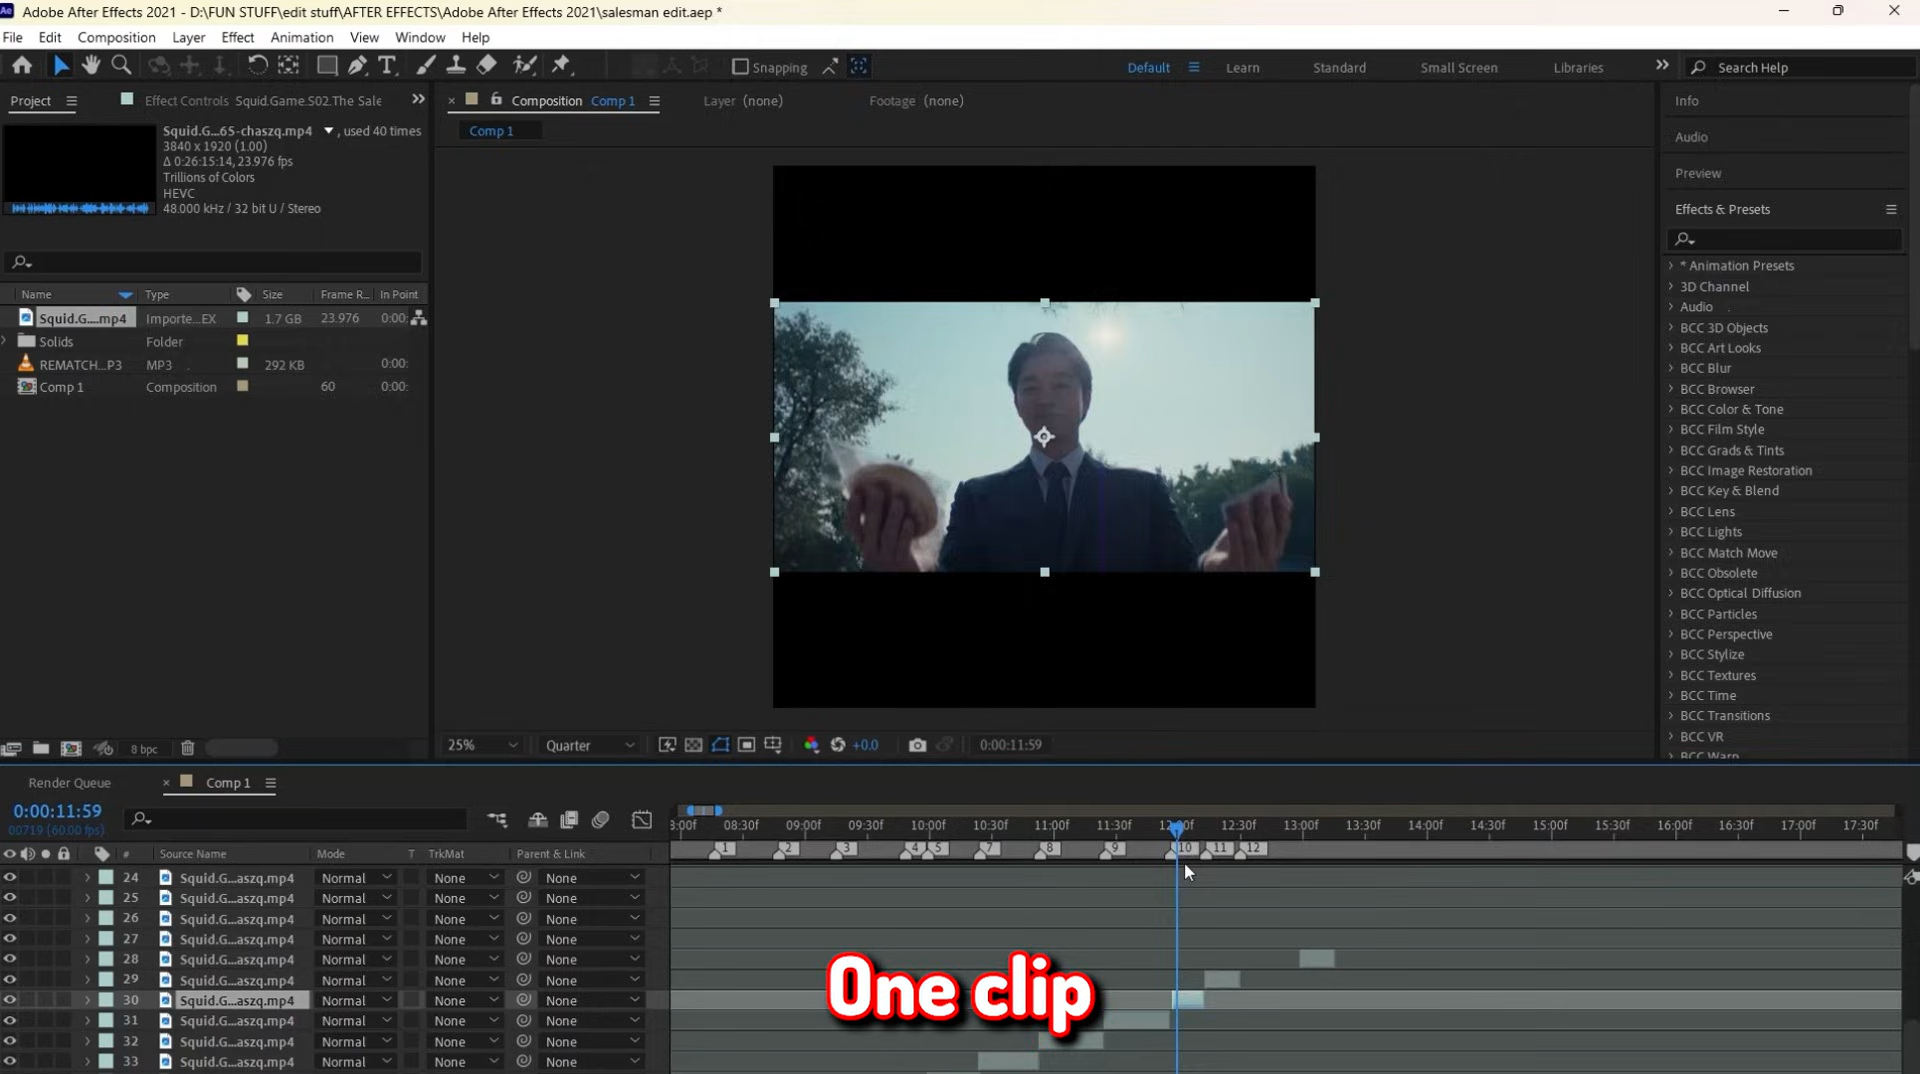 Adobe After Effects 2021 - D:\FUN STUFF\edit stuff\AFTER EFFECTS\Adobe After Effects 2021\salesman edit.aep *
File Edit Composition Layer Effect Animation View Window Help
Snapping Default Learn Standard Small Screen Libraries Search Help
Project Effect Controls Squid.Game.S02.The Sale
Composition Comp 1 Layer (none) Footage (none)
Comp 1
Squid.G...65-chaszq.mp4 , used 40 times
3840 x 1920 (1.00)
Δ 0:26:15:14, 23.976 fps
Trillions of Colors
HEVC
48.000 kHz / 32 bit U / Stereo
Name Type Size Frame R... In Point
Squid.G....mp4 Importe...EX 1.7 GB 23.976 0:00:
Solids Folder
REMATCH...P3 MP3 292 KB 0:00:
Comp 1 Composition 60 0:00:
8 bpc
25% Quarter +0.0 0:00:11:59
Info
Audio
Preview
Effects & Presets
* Animation Presets
3D Channel
Audio
BCC 3D Objects
BCC Art Looks
BCC Blur
BCC Browser
BCC Color & Tone
BCC Film Style
BCC Grads & Tints
BCC Image Restoration
BCC Key & Blend
BCC Lens
BCC Lights
BCC Match Move
BCC Obsolete
BCC Optical Diffusion
BCC Particles
BCC Perspective
BCC Stylize
BCC Textures
BCC Time
BCC Transitions
BCC VR
BCC Warp
Render Queue Comp 1
0:00:11:59
00719 (60.00 fps)
8:00f 08:30f 09:00f 09:30f 10:00f 10:30f 11:00f 11:30f 12:30f 13:00f 13:30f 14:00f 14:30f 15:00f 15:30f 16:00f 16:30f 17:00f 17:30f
1 2 3 4 5 7 8 9 10 11 12
# Source Name Mode T TrkMat Parent & Link
24 Squid.G...aszq.mp4 Normal None None
25 Squid.G...aszq.mp4 Normal None None
26 Squid.G...aszq.mp4 Normal None None
27 Squid.G...aszq.mp4 Normal None None
28 Squid.G...aszq.mp4 Normal None None
29 Squid.G...aszq.mp4 Normal None None
30 Squid.G...aszq.mp4 Normal None None
31 Squid.G...aszq.mp4 Normal None None
32 Squid.G...aszq.mp4 Normal None None
33 Squid.G...aszq.mp4 Normal None None
One clip